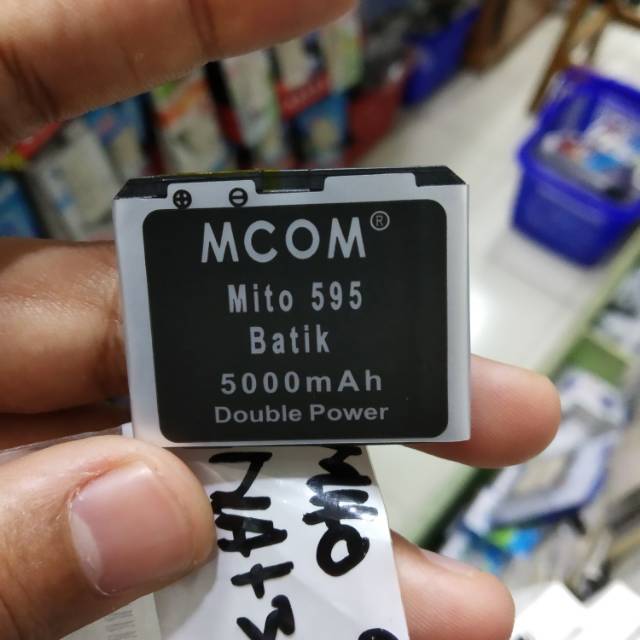 MCOM®
Mito 595
Batik
5000mAh
Double Power